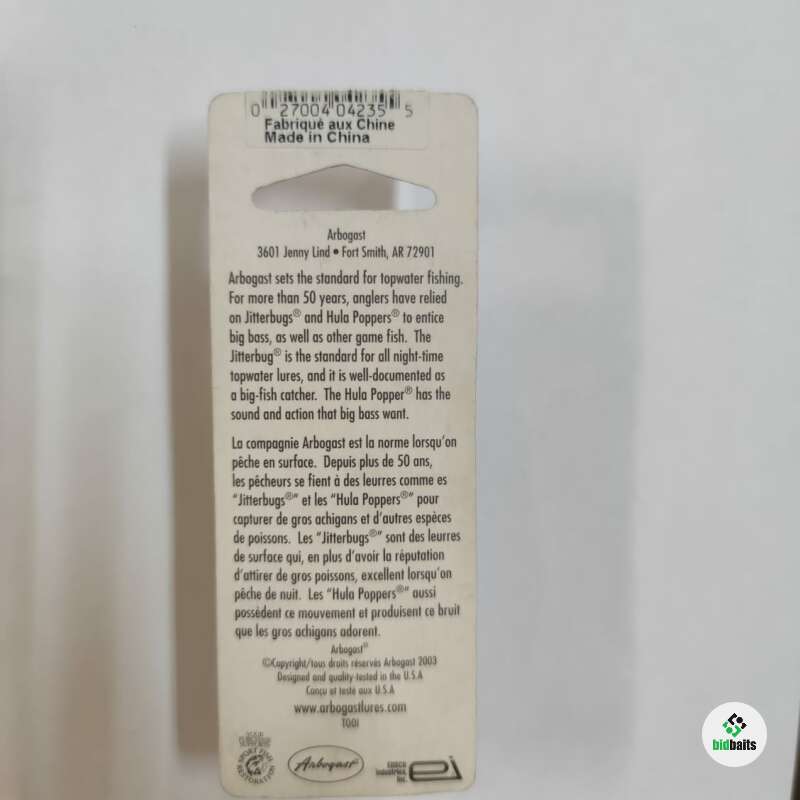 0 27004 04235 5
Fabriqué aux Chine
Made in China
Arbogast
3601 Jenny Lind • Fort Smith, AR 72901
Arbogast sets the standard for topwater fishing.
For more than 50 years, anglers have relied
on Jitterbugs® and Hula Poppers® to entice
big bass, as well as other game fish. The
Jitterbug® is the standard for all night-time
topwater lures, and it is well-documented as
a big-fish catcher. The Hula Popper® has the
sound and action that big bass want.
La compagnie Arbogast est la norme lorsqu'on
pêche en surface. Depuis plus de 50 ans,
les pêcheurs se fient à des leurres comme es
"Jitterbugs®" et les "Hula Poppers®" pour
capturer de gros achigans et d'autres espèces
de poissons. Les "Jitterbugs®" sont des leurres
de surface qui, en plus d'avoir la réputation
d'attirer de gros poissons, excellent lorsqu'on
pêche de nuit. Les "Hula Poppers®" aussi
possèdent ce mouvement et produisent ce bruit
que les gros achigans adorent.
Arbogast®
©Copyright/tous droits réservés Arbogast 2003
Designed and quality-tested in the U.S.A
Conçu et testé aux U.S.A
www.arbogastlures.com
T00I
SPORT FISH
RESTORATION
Arbogast
EBSCO
Industries,
Inc.
ei
bidbaits